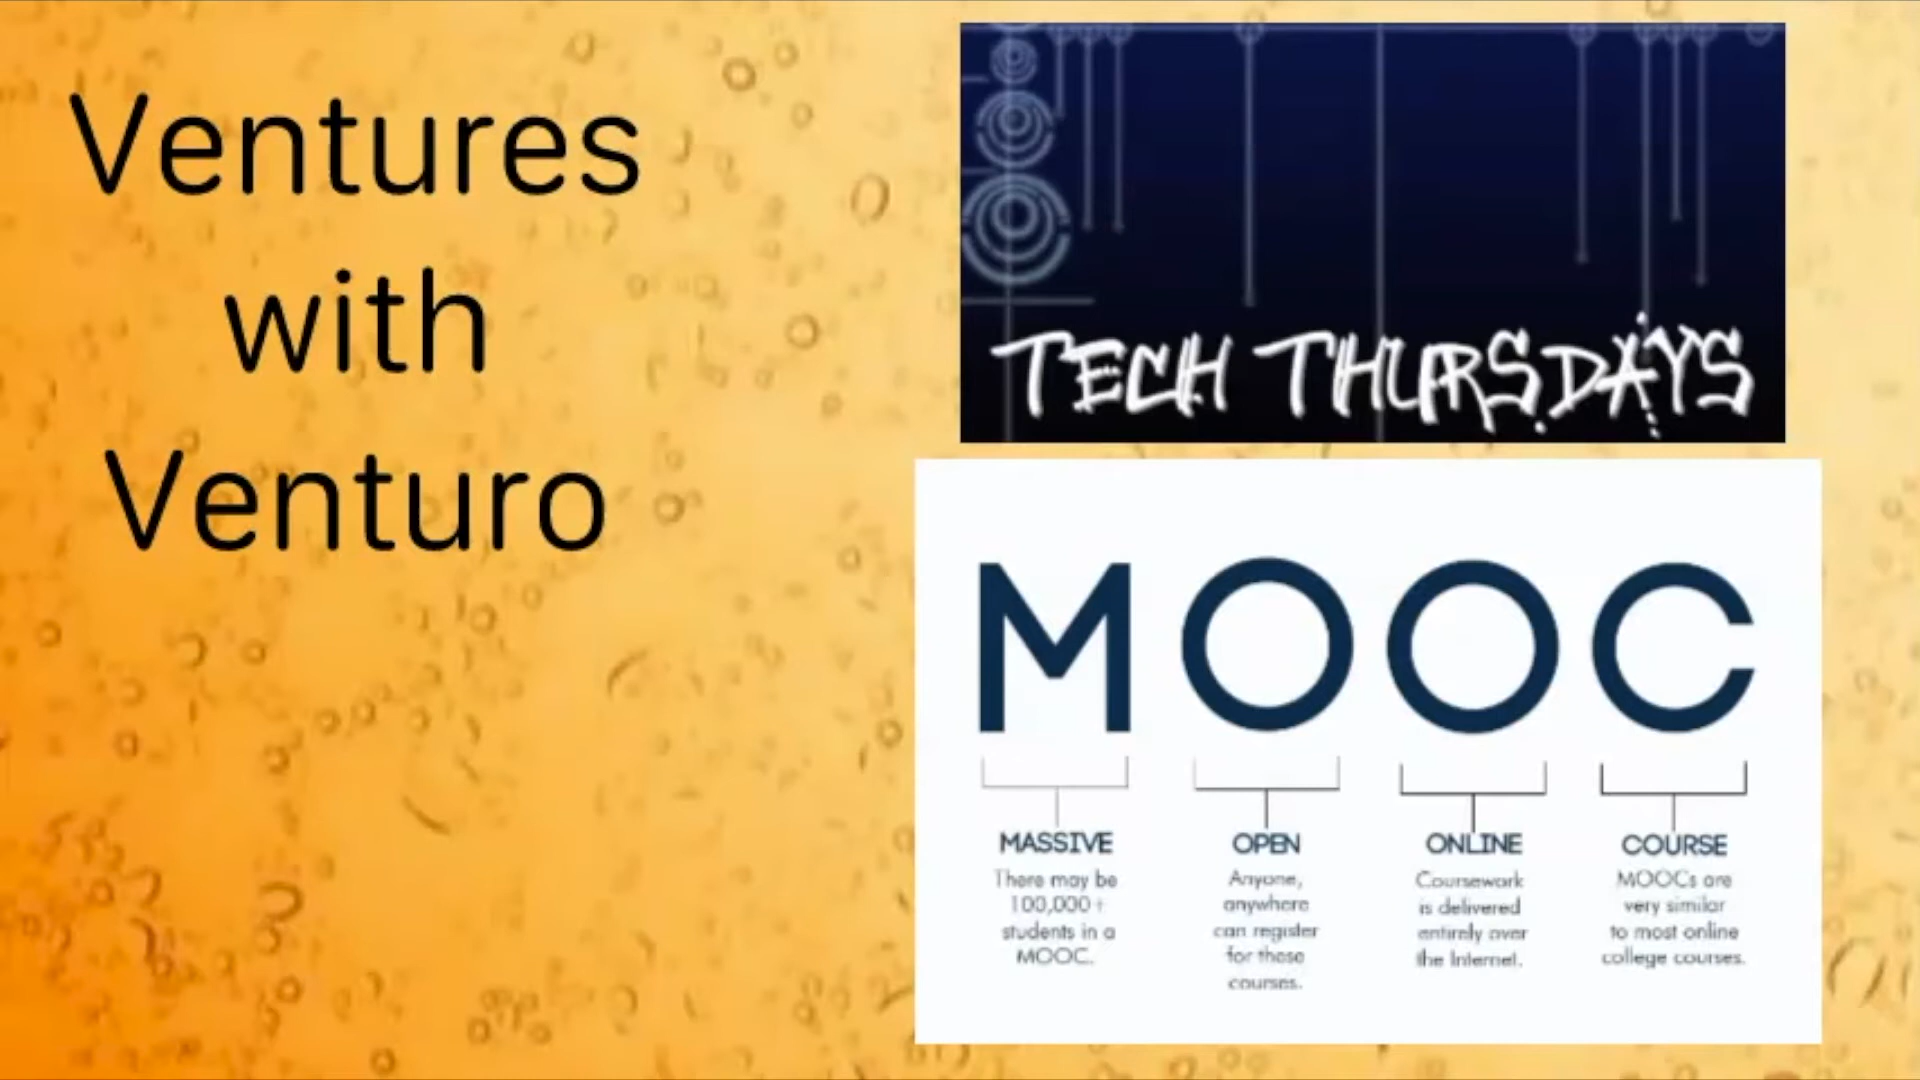 Ventures
with
Venturo
TECH THURSDAYS
MOOC
MASSIVE
There may be
100,000+
students in a
MOOC.
OPEN
Anyone,
anywhere
can register
for these
courses.
ONLINE
Coursework
is delivered
entirely over
the Internet.
COURSE
MOOCs are
very similar
to most online
college courses.